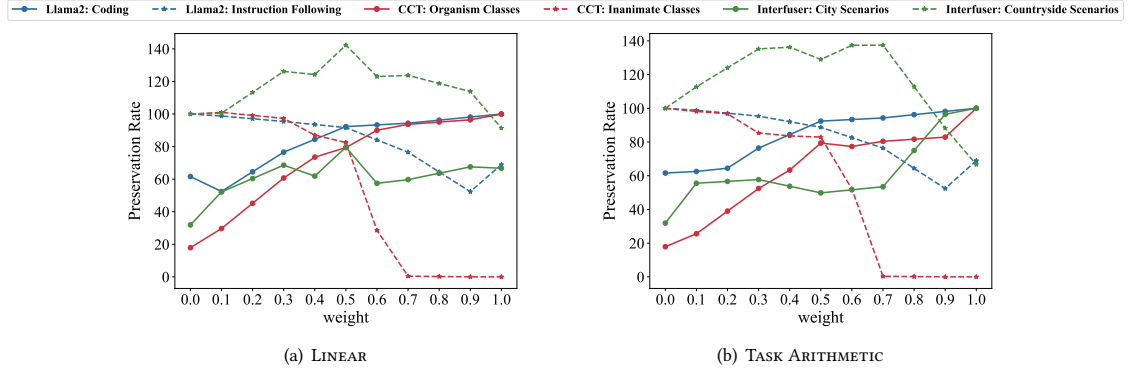 Llama2: Coding Llama2: Instruction Following CCT: Organism Classes CCT: Inanimate Classes Interfuser: City Scenarios Interfuser: Countryside Scenarios
Preservation Rate
140
120
100
80
60
40
20
0
0.0 0.1 0.2 0.3 0.4 0.5 0.6 0.7 0.8 0.9 1.0
weight
(a) Linear
Preservation Rate
140
120
100
80
60
40
20
0
0.0 0.1 0.2 0.3 0.4 0.5 0.6 0.7 0.8 0.9 1.0
weight
(b) Task Arithmetic